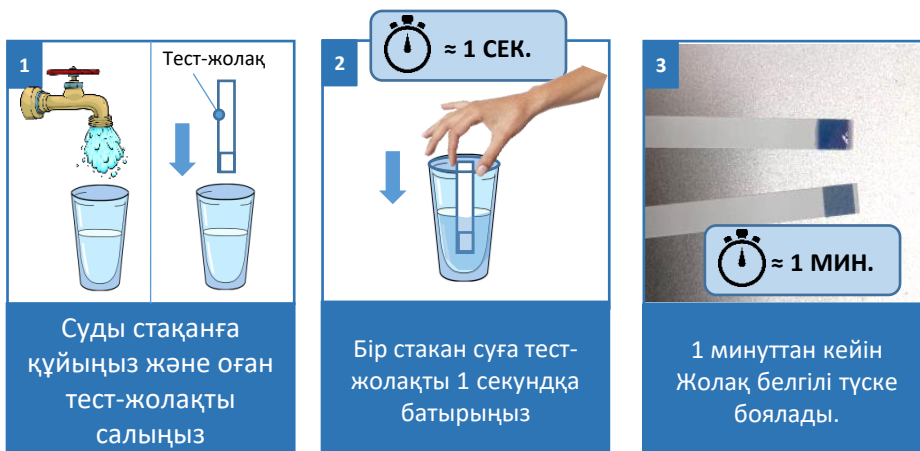 1
Тест-жолақ
Суды стақанға
құйыңыз және оған
тест-жолақты
салыңыз
2
≈ 1 СЕК.
Бір стакан суға тест-
жолақты 1 секундқа
батырыңыз
3
≈ 1 МИН.
1 минуттан кейін
Жолақ белгілі түске
боялады.